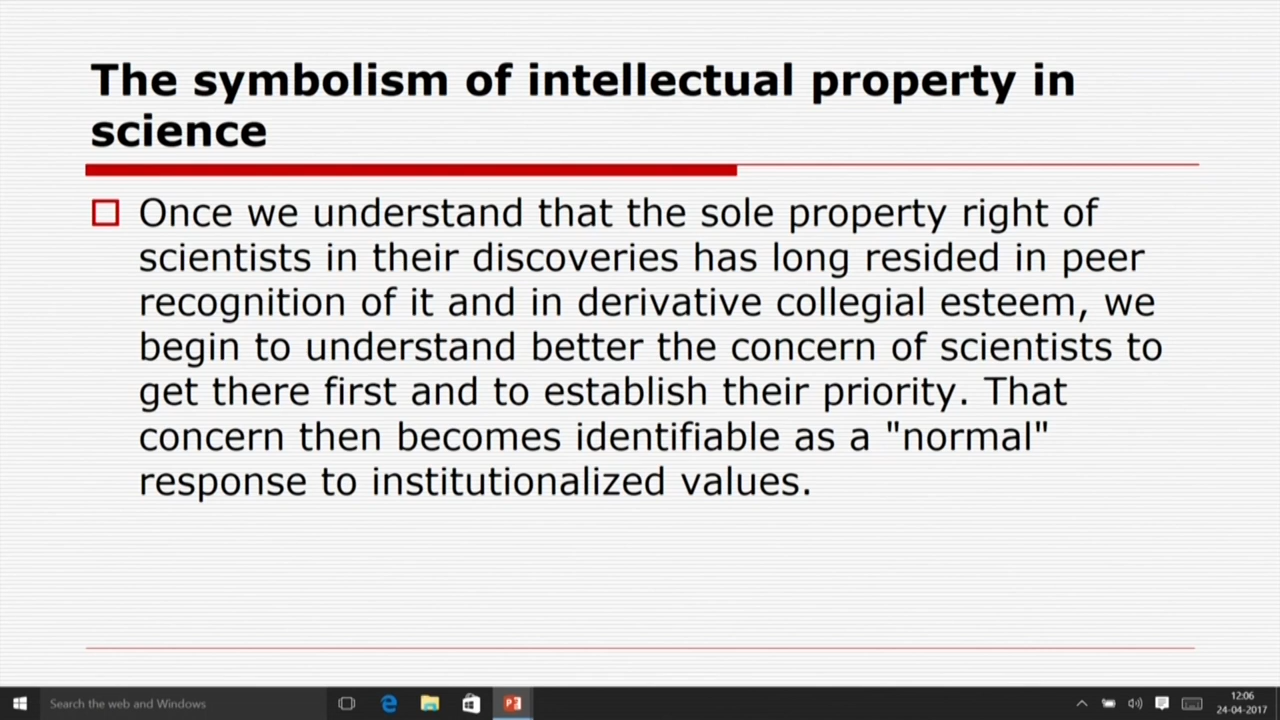 The symbolism of intellectual property in
science
Once we understand that the sole property right of
scientists in their discoveries has long resided in peer
recognition of it and in derivative collegial esteem, we
begin to understand better the concern of scientists to
get there first and to establish their priority. That
concern then becomes identifiable as a "normal"
response to institutionalized values.
Search the web and Windows
12:06
24-04-2017